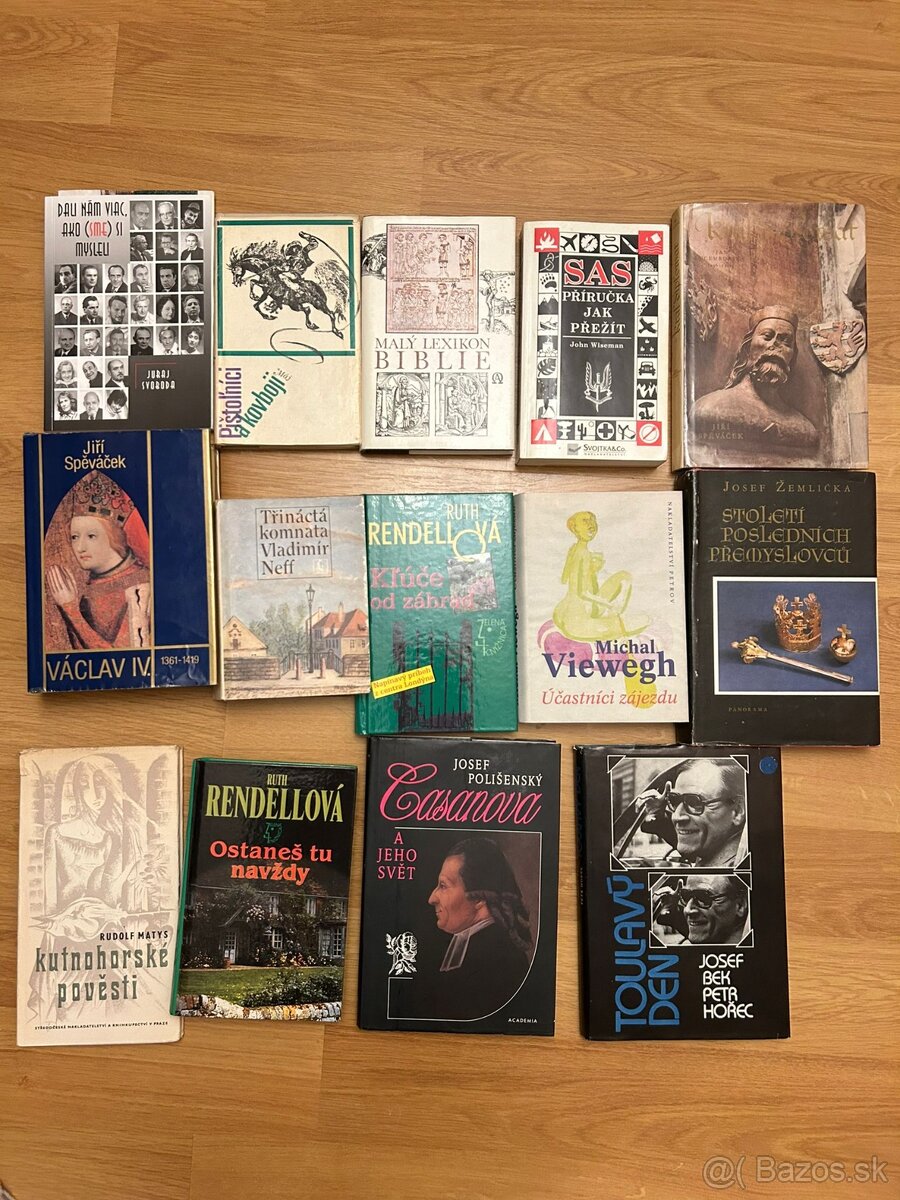 DALI NÁM VIAC,
AKO (SME) SI
MYSLELI
JURAJ
SVOBODA
Pištoľníci
a kovboji
MALÝ LEXIKON
BIBLIE
SAS
PŘÍRUČKA
JAK
PŘEŽÍT
John Wiseman
SVOJTKA&Co
JIŘÍ
SPĚVÁČEK
Jiří
Spěváček
VÁCLAV IV.
1361-1419
Třináctá
komnata
Vladimír
Neff
RUTH
RENDELLOVÁ
Kľúče
od záhrad
ZELENÁ
KNIŽNICA
Napínavý príbeh
z centra Londýna
NAKLADATELSTVÍ PETROV
Michal
Viewegh
Účastníci zájezdu
JOSEF ŽEMLIČKA
STOLETÍ
POSLEDNÍCH
PŘEMYSLOVCŮ
PANORAMA
RUDOLF MATYS
kutnohorské
pověsti
STŘEDOČESKÉ NAKLADATELSTVÍ A KNIHKUPECTVÍ V PRAZE
RUTH
RENDELLOVÁ
Ostaneš tu
navždy
JOSEF
POLIŠENSKÝ
Casanova
A
JEHO
SVĚT
ACADEMIA
TOULAVÝ
DEN
JOSEF
BEK
PETR
HOŘEC
@( Bazos.sk